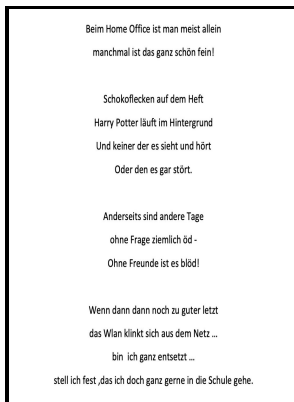 Beim Home Office ist man meist allein
manchmal ist das ganz schön fein!
Schokoflecken auf dem Heft
Harry Potter läuft im Hintergrund
Und keiner der es sieht und hört
Oder den es gar stört.
Anderseits sind andere Tage
ohne Frage ziemlich öd -
Ohne Freunde ist es blöd!
Wenn dann dann noch zu guter letzt
das Wlan klinkt sich aus dem Netz ...
bin ich ganz entsetzt ...
stell ich fest ,das ich doch ganz gerne in die Schule gehe.